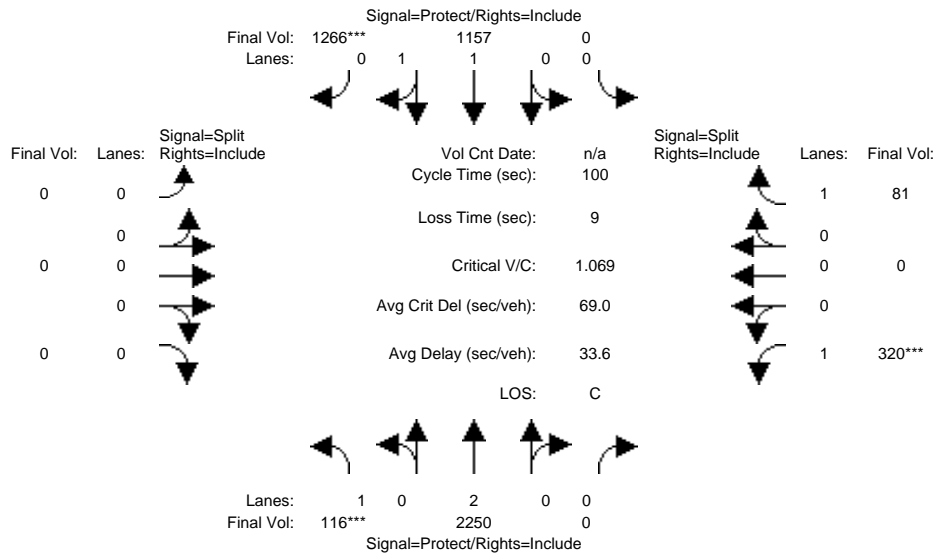 Signal=Protect/Rights=Include
Final Vol: 1266*** 1157 0
Lanes: 0 1 1 0 0
Signal=Split
Final Vol: Lanes: Rights=Include
Vol Cnt Date: n/a
Signal=Split
Rights=Include Lanes: Final Vol:
Cycle Time (sec): 100
0 0
1 81
Loss Time (sec): 9
0
0
0 0
Critical V/C: 1.069
0 0
0
Avg Crit Del (sec/veh): 69.0
0
0 0
Avg Delay (sec/veh): 33.6
1 320***
LOS: C
Lanes: 1 0 2 0 0
Final Vol: 116*** 2250 0
Signal=Protect/Rights=Include